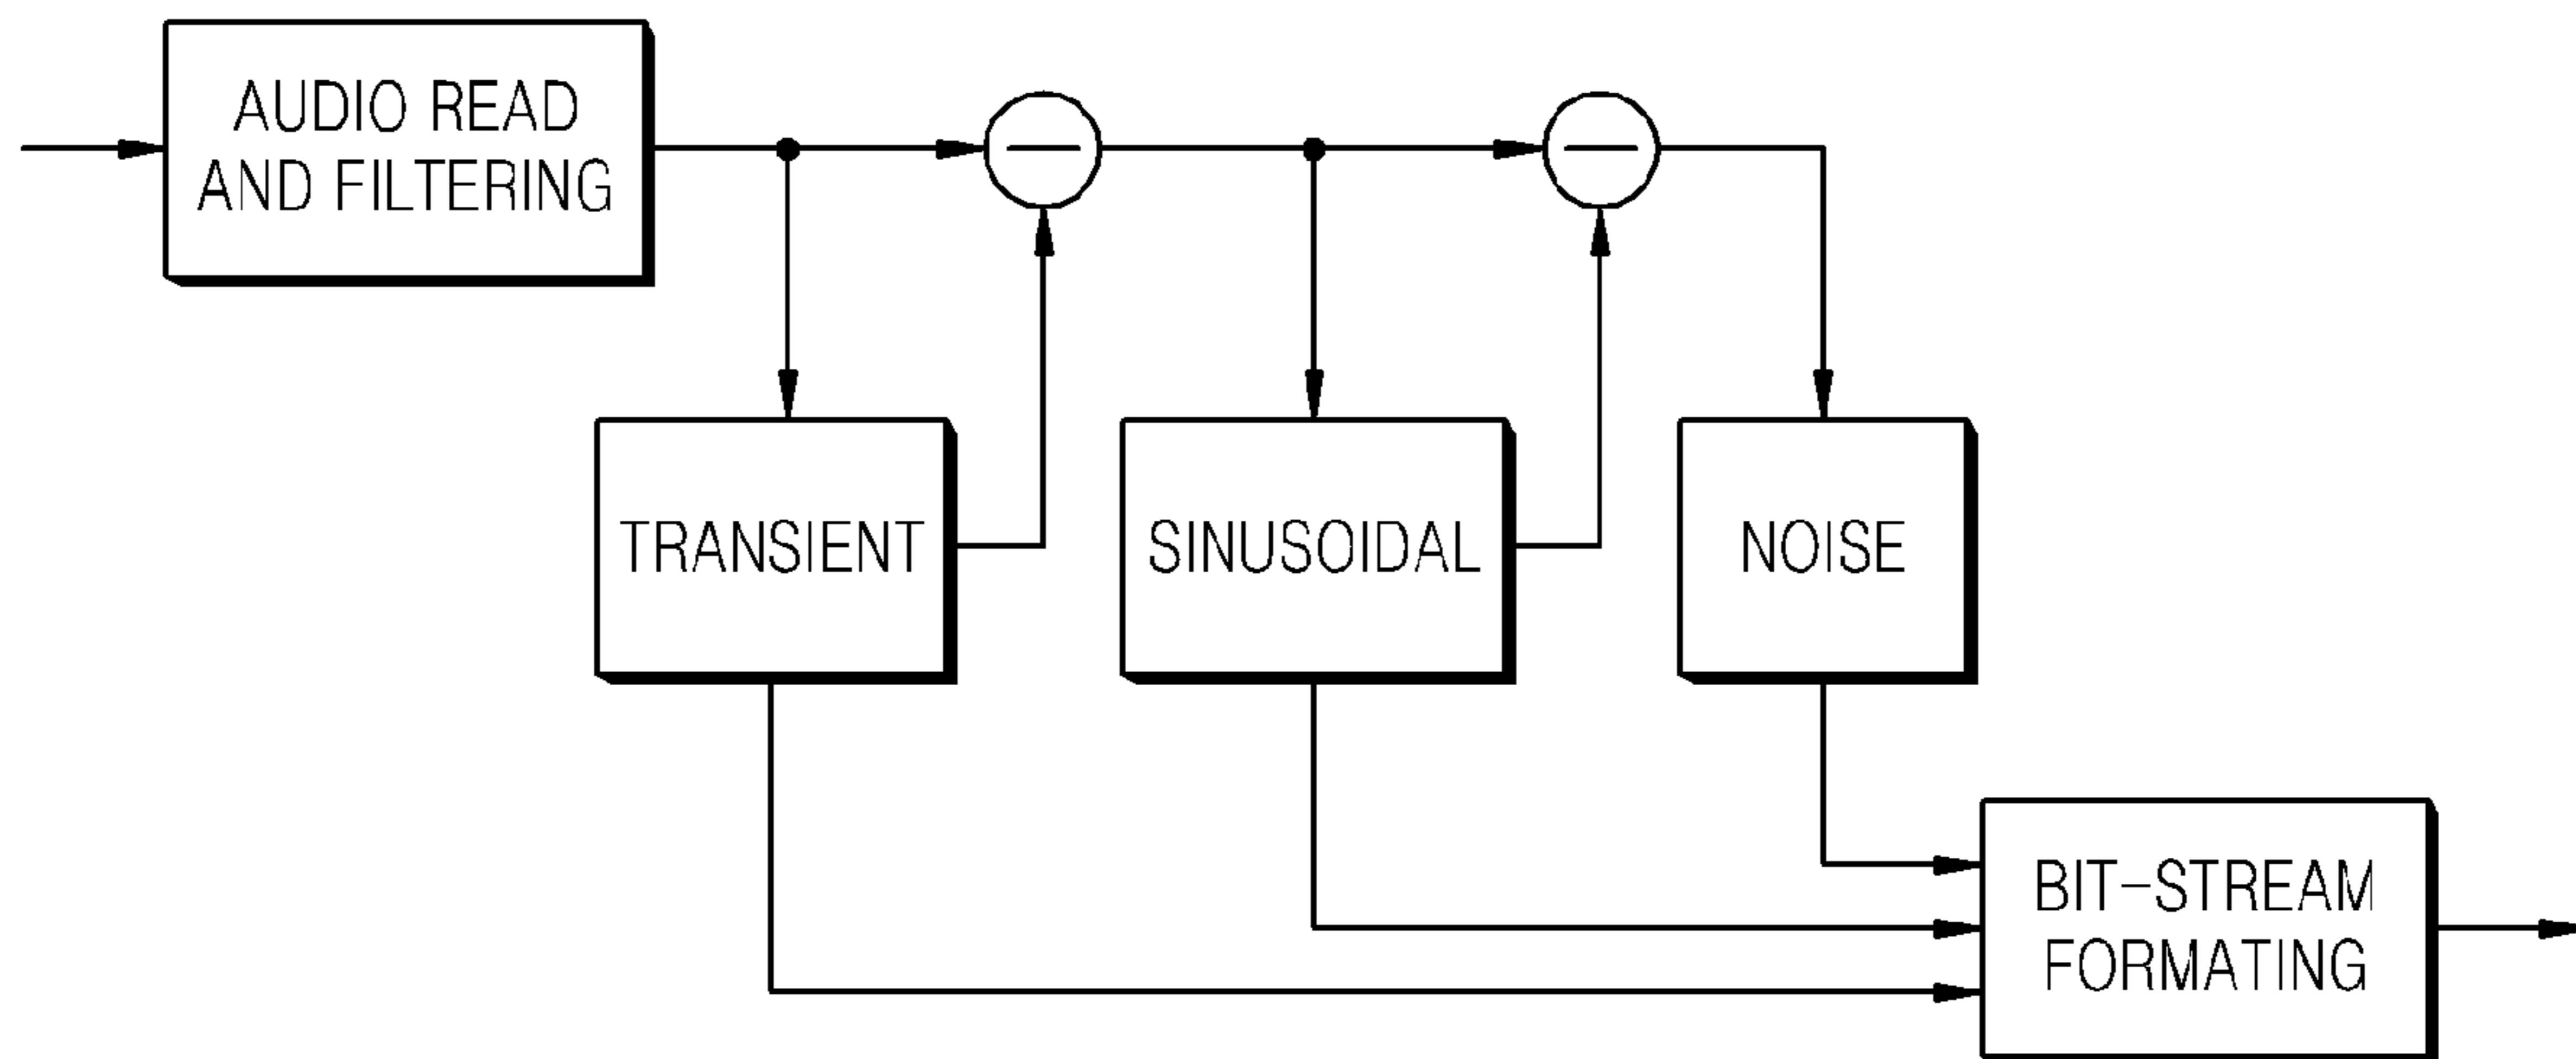 AUDIO READ
AND FILTERING
TRANSIENT
SINUSOIDAL
NOISE
BIT-STREAM
FORMATING